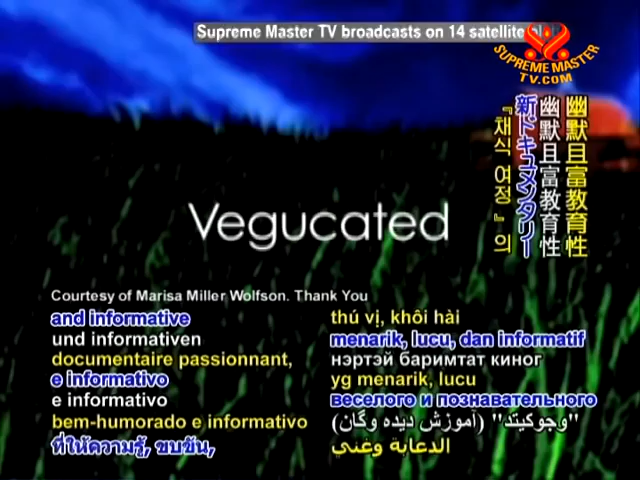 Supreme Master TV broadcasts on 14 satellite
SUPREME MASTER
TV.COM
幽默且富教育性
幽默且富教育性
新ドキュメンタリー
『채식 여정』의
Vegucated
Courtesy of Marisa Miller Wolfson. Thank You
and informative
und informativen
documentaire passionnant,
e informativo
e informativo
bem-humorado e informativo
ที่ให้ความรู้, ขบขัน,
thú vị, khôi hài
menarik, lucu, dan informatif
нэртэй баримтат киног
yg menarik, lucu
веселого и познавательного
"وجوکیتد" (آموزش دیده وگان)
الدعابة وغني